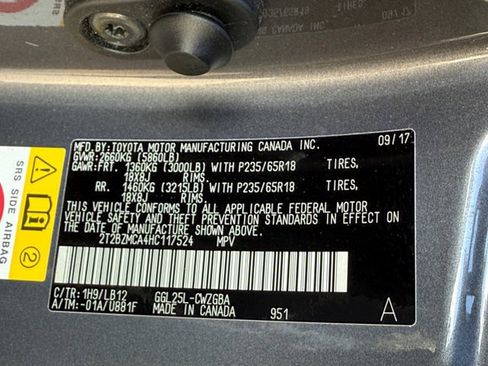 MFD.BY:TOYOTA MOTOR MANUFACTURING CANADA INC. 09/17
GVWR:2660KG (5860LB)
GAWR:FRT. 1360KG (3000LB) WITH P235/65R18 TIRES,
18X8J RIMS.
RR. 1460KG (3215LB) WITH P235/65R18 TIRES,
18X8J RIMS.
THIS VEHICLE CONFORMS TO ALL APPLICABLE FEDERAL MOTOR
VEHICLE SAFETY AND THEFT PREVENTION STANDARDS IN EFFECT
ON THE DATE OF MANUFACTURE SHOWN ABOVE.
2T2BZMCA4HC117524 MPV
C/TR:1H9/LB12 GGL25L-CWZGBA
A/TM:-01A/U881F MADE IN CANADA 951 A
SRS SIDE AIRBAG
2